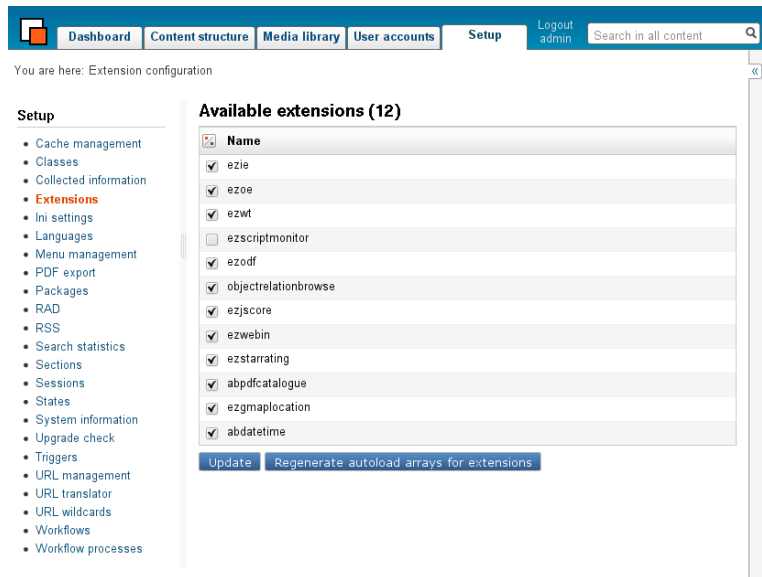 Dashboard Content structure Media library User accounts Setup Logout admin Search in all content
You are here: Extension configuration
«
Setup
• Cache management
• Classes
• Collected information
• Extensions
• Ini settings
• Languages
• Menu management
• PDF export
• Packages
• RAD
• RSS
• Search statistics
• Sections
• Sessions
• States
• System information
• Upgrade check
• Triggers
• URL management
• URL translator
• URL wildcards
• Workflows
• Workflow processes
Available extensions (12)
Name
ezie
ezoe
ezwt
ezscriptmonitor
ezodf
objectrelationbrowse
ezjscore
ezwebin
ezstarrating
abpdfcatalogue
ezgmaplocation
abdatetime
Update Regenerate autoload arrays for extensions